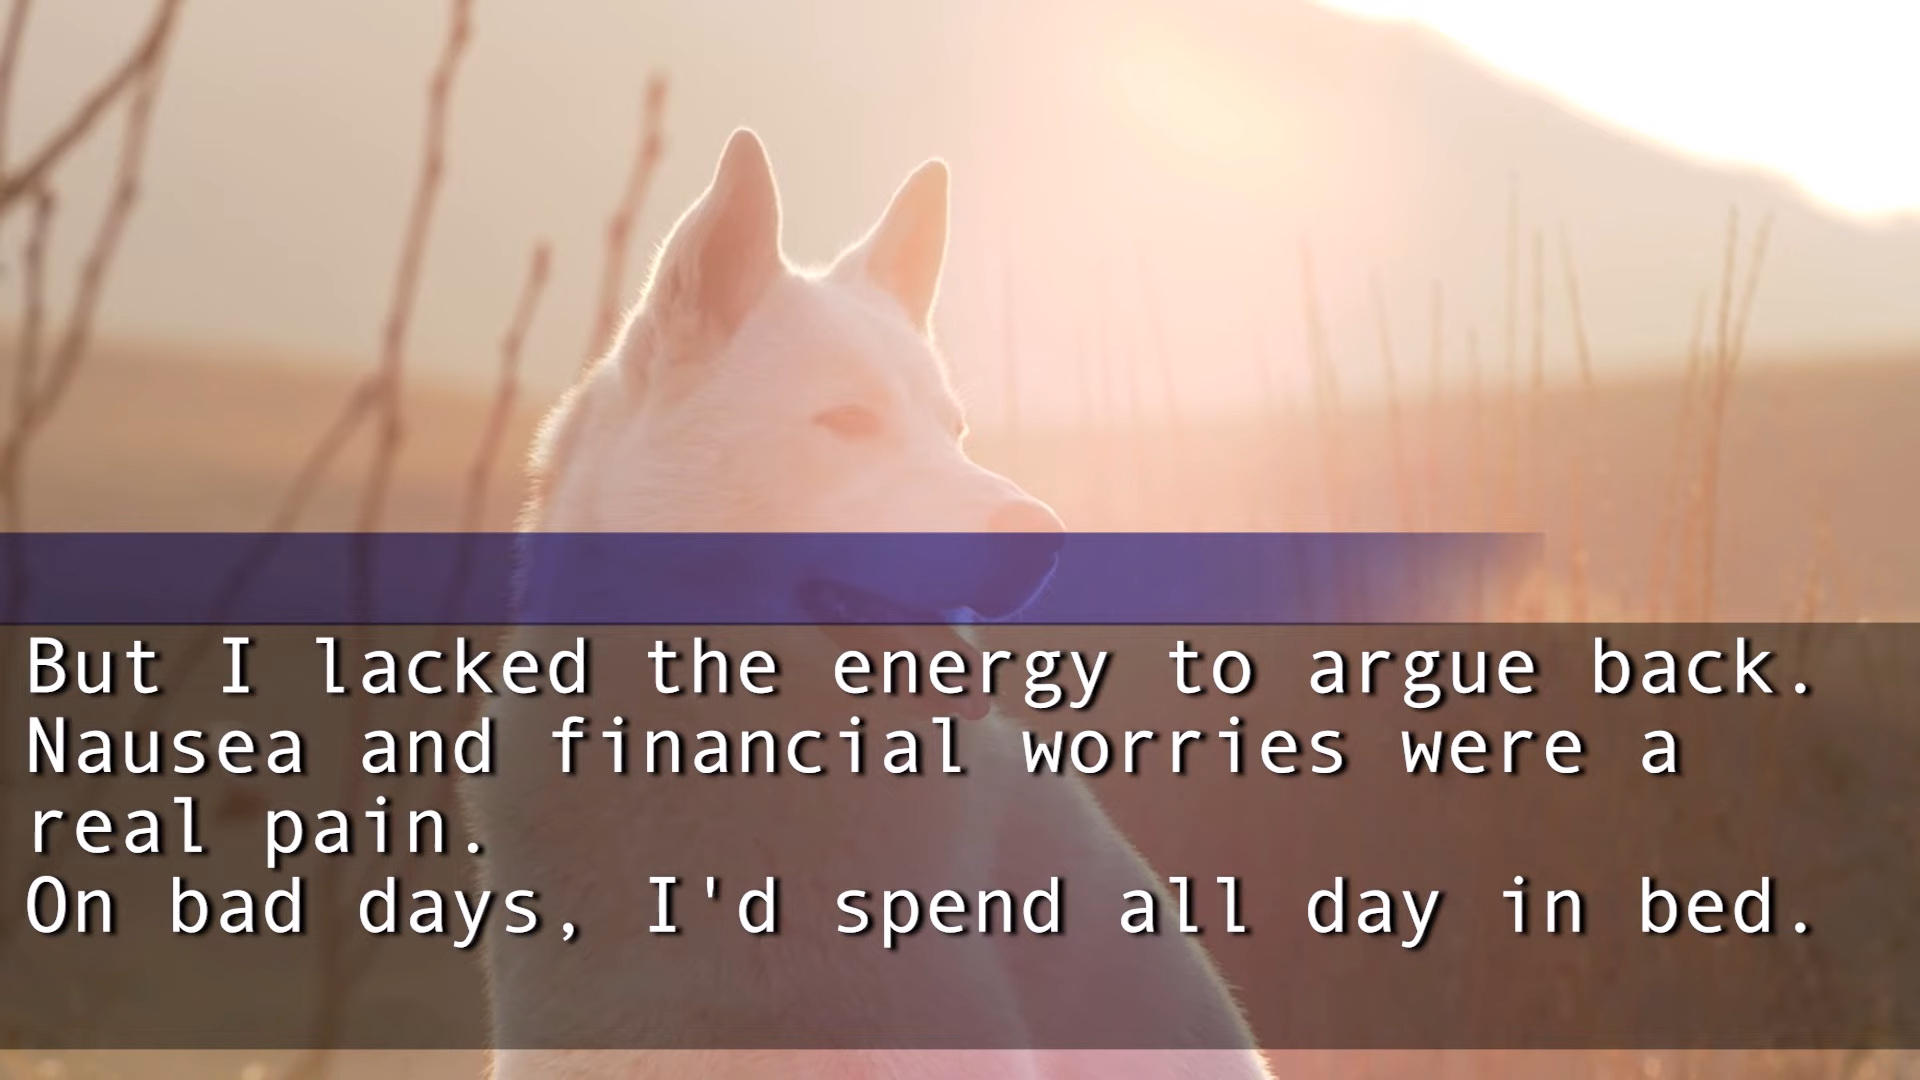 But I lacked the energy to argue back.
Nausea and financial worries were a
real pain.
On bad days, I'd spend all day in bed.